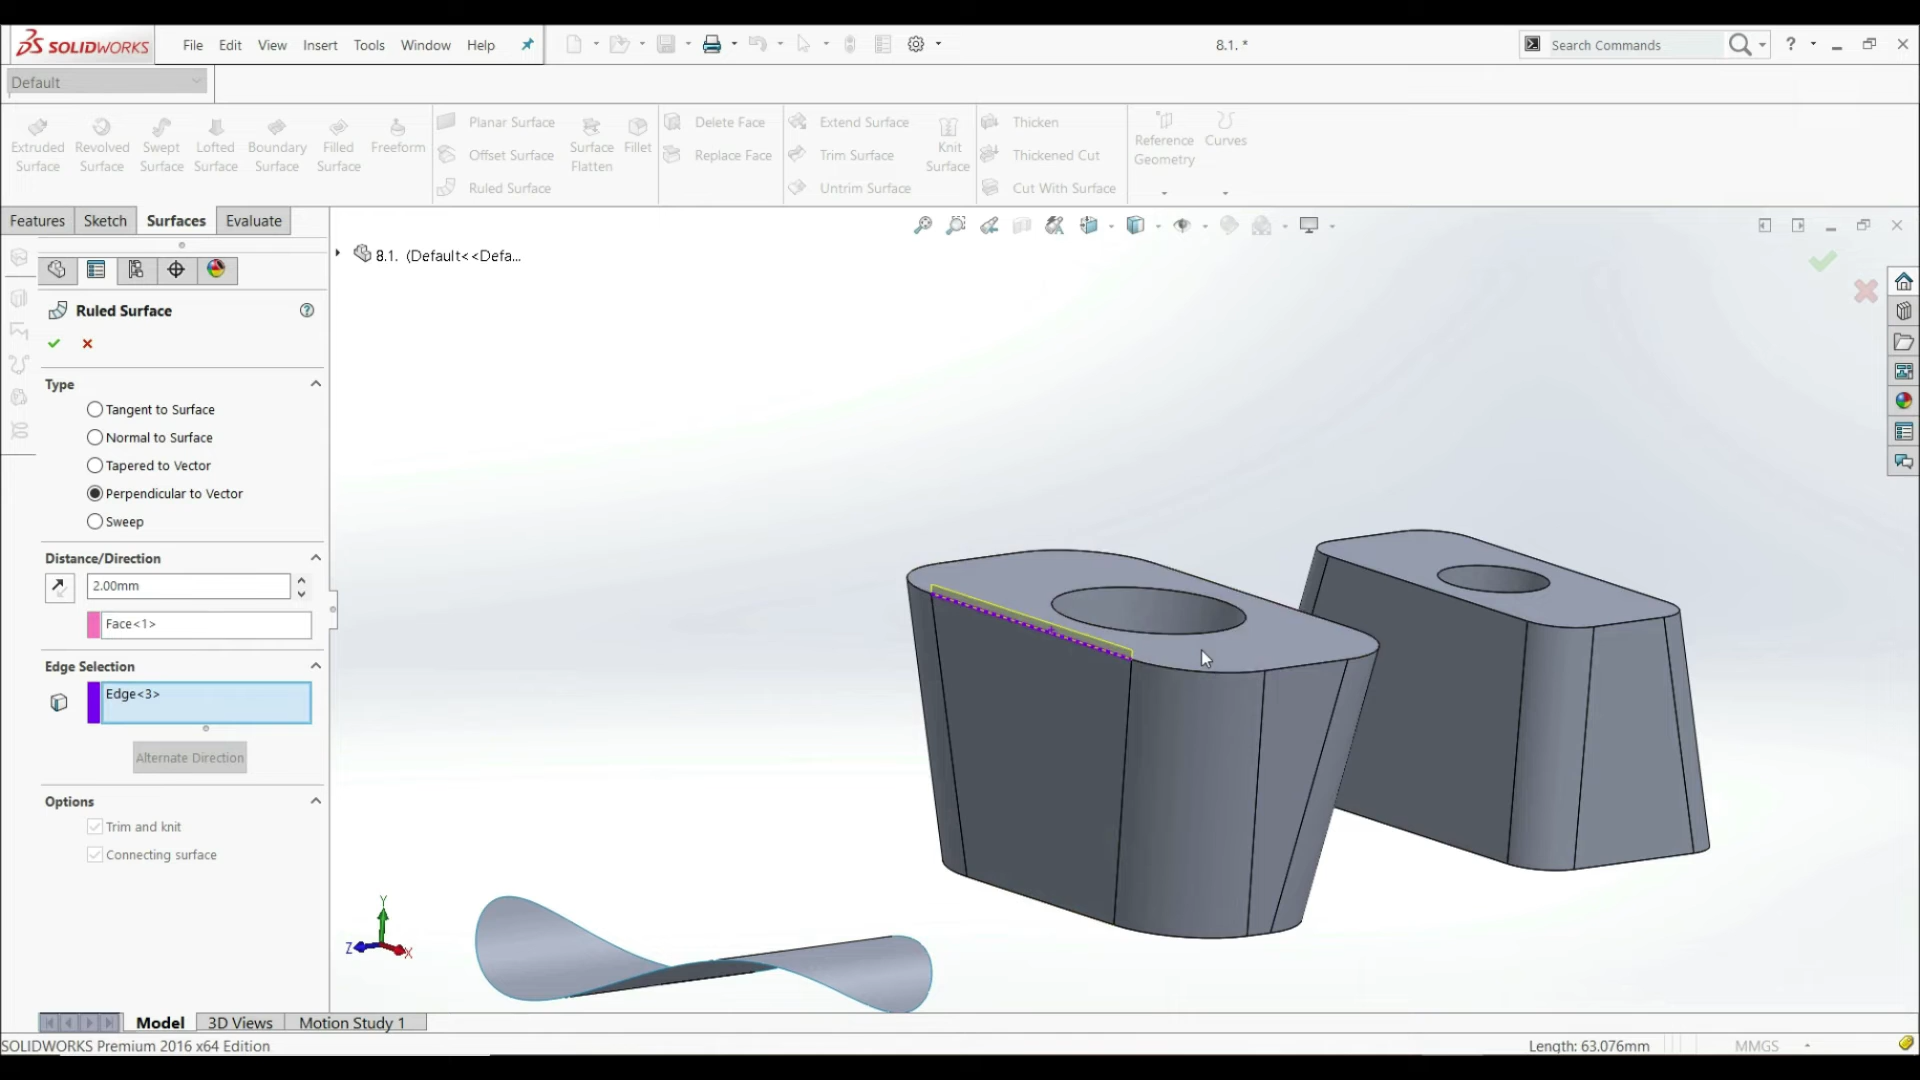 SOLIDWORKS File Edit View Insert Tools Window Help 8.1. * Search Commands ?
Default
Extruded Surface
Revolved Surface
Swept Surface
Lofted Surface
Boundary Surface
Filled Surface
Freeform
Planar Surface
Offset Surface
Ruled Surface
Surface Flatten
Fillet
Delete Face
Replace Face
Extend Surface
Trim Surface
Untrim Surface
Knit Surface
Thicken
Thickened Cut
Cut With Surface
Reference Geometry
Curves
Features Sketch Surfaces Evaluate
8.1. (Default<<Defa...
Ruled Surface ?
Type
Tangent to Surface
Normal to Surface
Tapered to Vector
Perpendicular to Vector
Sweep
Distance/Direction
2.00mm
Face<1>
Edge Selection
Edge<3>
Alternate Direction
Options
Trim and knit
Connecting surface
Y
Z X
Model 3D Views Motion Study 1
SOLIDWORKS Premium 2016 x64 Edition Length: 63.076mm MMGS